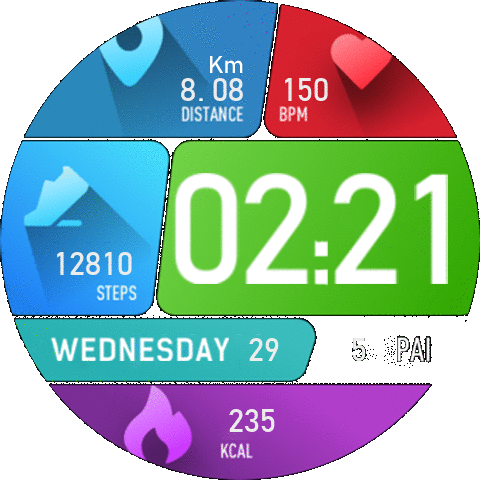 Km
8.08
DISTANCE
150
BPM
12810
STEPS
02:21
WEDNESDAY 29
PAI
235
KCAL